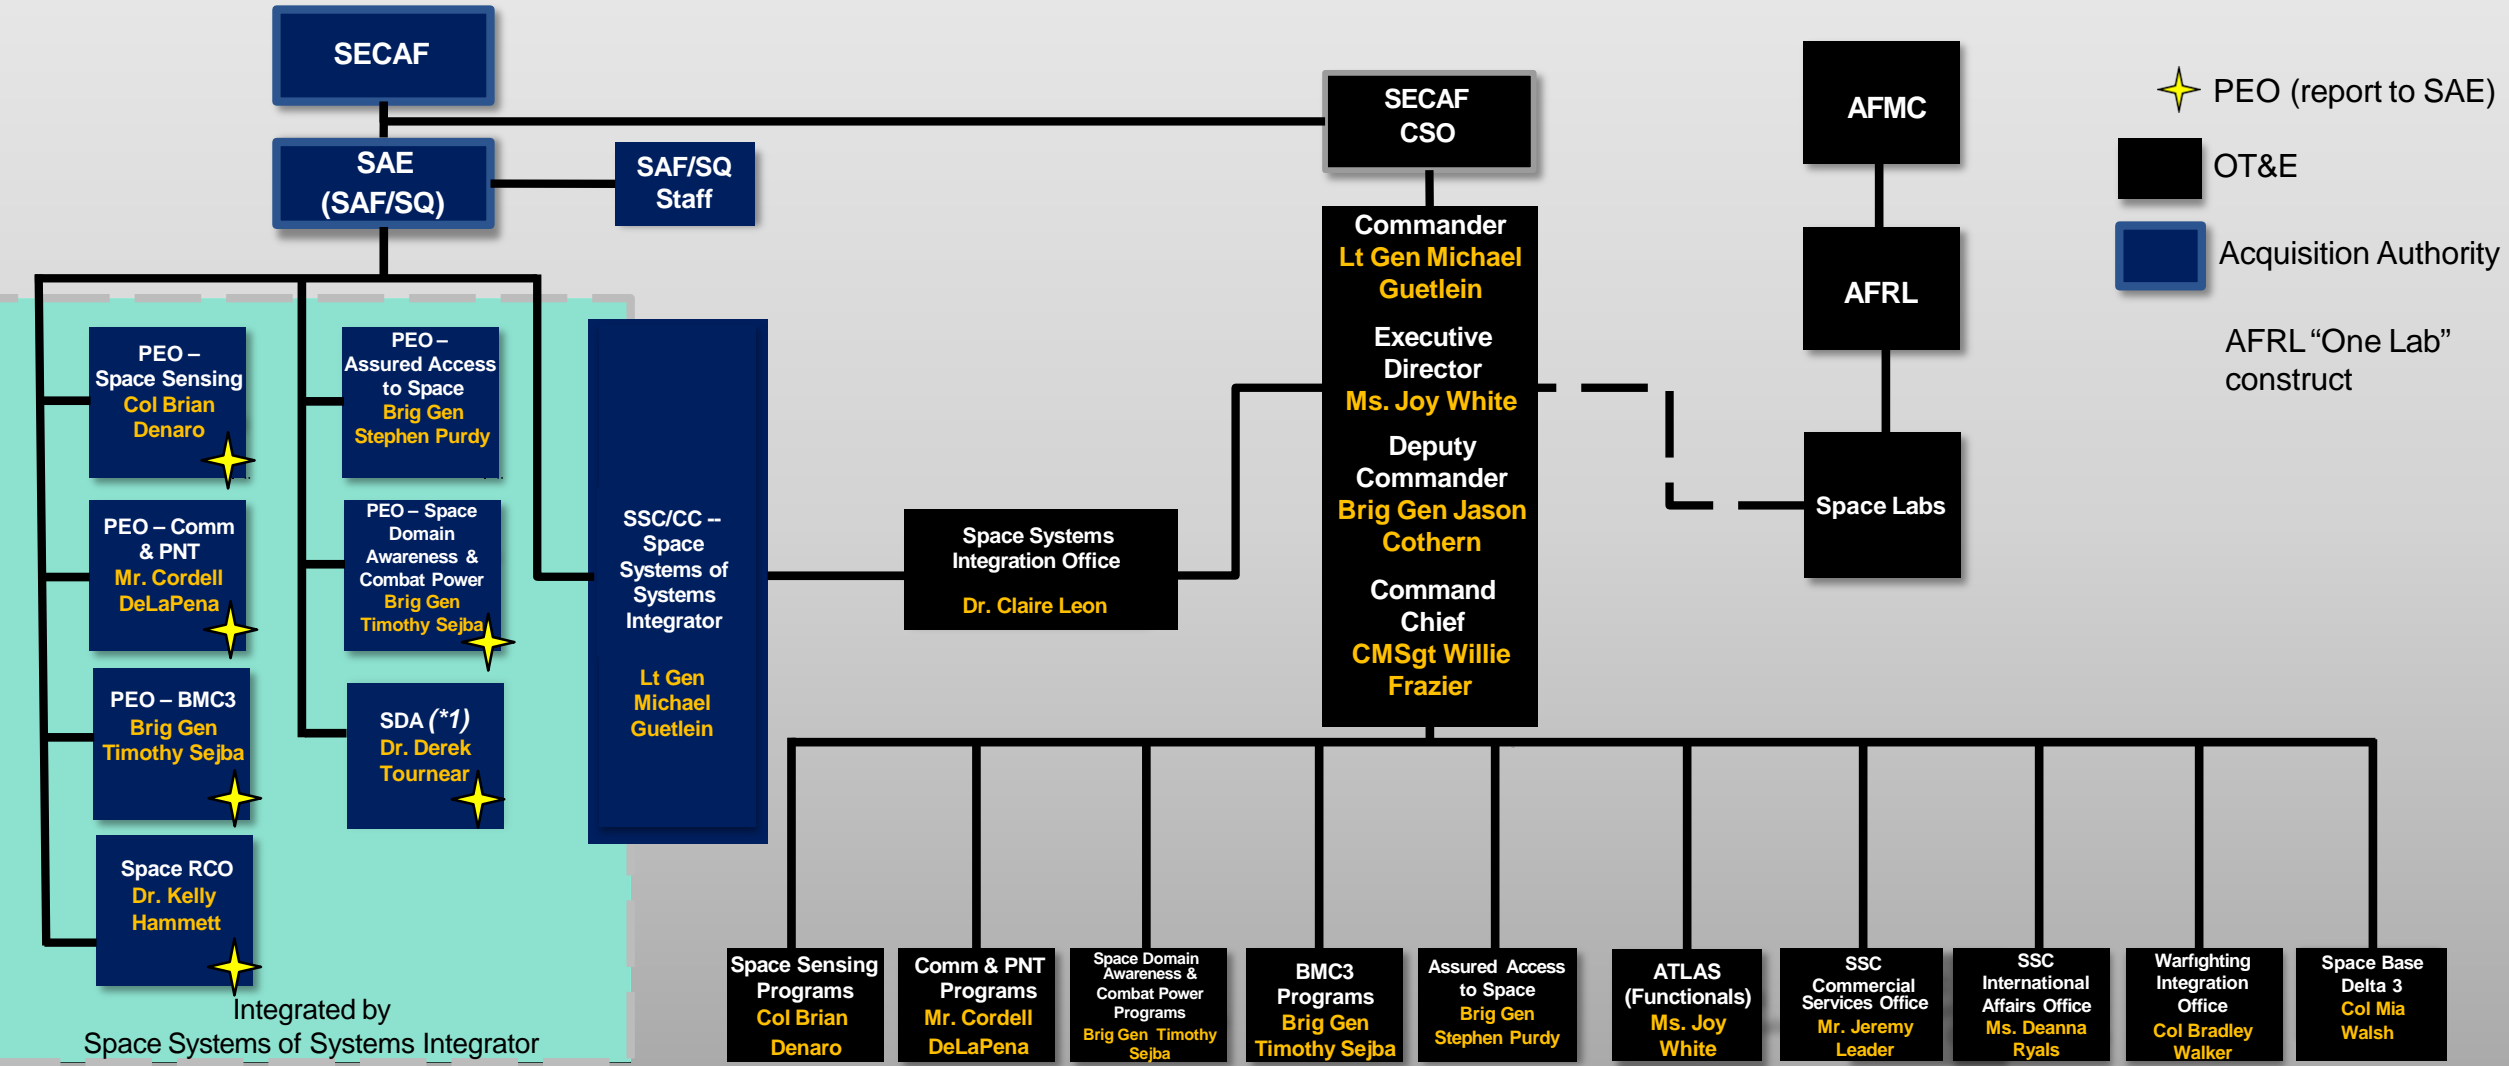 SECAF
SAE
(SAF/SQ)
SAF/SQ
Staff
SECAF
CSO
AFMC
AFRL
Space Labs
PEO (report to SAE)
OT&E
Acquisition Authority
AFRL “One Lab”
construct
PEO –
Space Sensing
Col Brian
Denaro
PEO –
Assured Access
to Space
Brig Gen
Stephen Purdy
PEO – Comm
& PNT
Mr. Cordell
DeLaPena
PEO – Space
Domain
Awareness &
Combat Power
Brig Gen
Timothy Sejba
PEO – BMC3
Brig Gen
Timothy Sejba
SDA (*1)
Dr. Derek
Tournear
Space RCO
Dr. Kelly
Hammett
Integrated by
Space Systems of Systems Integrator
SSC/CC --
Space
Systems of
Systems
Integrator
Lt Gen
Michael
Guetlein
Space Systems
Integration Office
Dr. Claire Leon
Commander
Lt Gen Michael
Guetlein
Executive
Director
Ms. Joy White
Deputy
Commander
Brig Gen Jason
Cothern
Command
Chief
CMSgt Willie
Frazier
Space Sensing
Programs
Col Brian
Denaro
Comm & PNT
Programs
Mr. Cordell
DeLaPena
Space Domain
Awareness &
Combat Power
Programs
Brig Gen Timothy
Sejba
BMC3
Programs
Brig Gen
Timothy Sejba
Assured Access
to Space
Brig Gen
Stephen Purdy
ATLAS
(Functionals)
Ms. Joy
White
SSC
Commercial
Services Office
Mr. Jeremy
Leader
SSC
International
Affairs Office
Ms. Deanna
Ryals
Warfighting
Integration
Office
Col Bradley
Walker
Space Base
Delta 3
Col Mia
Walsh